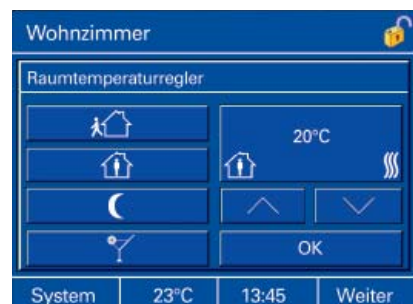 Wohnzimmer
Raumtemperaturregler
20°C
OK
System 23°C 13:45 Weiter